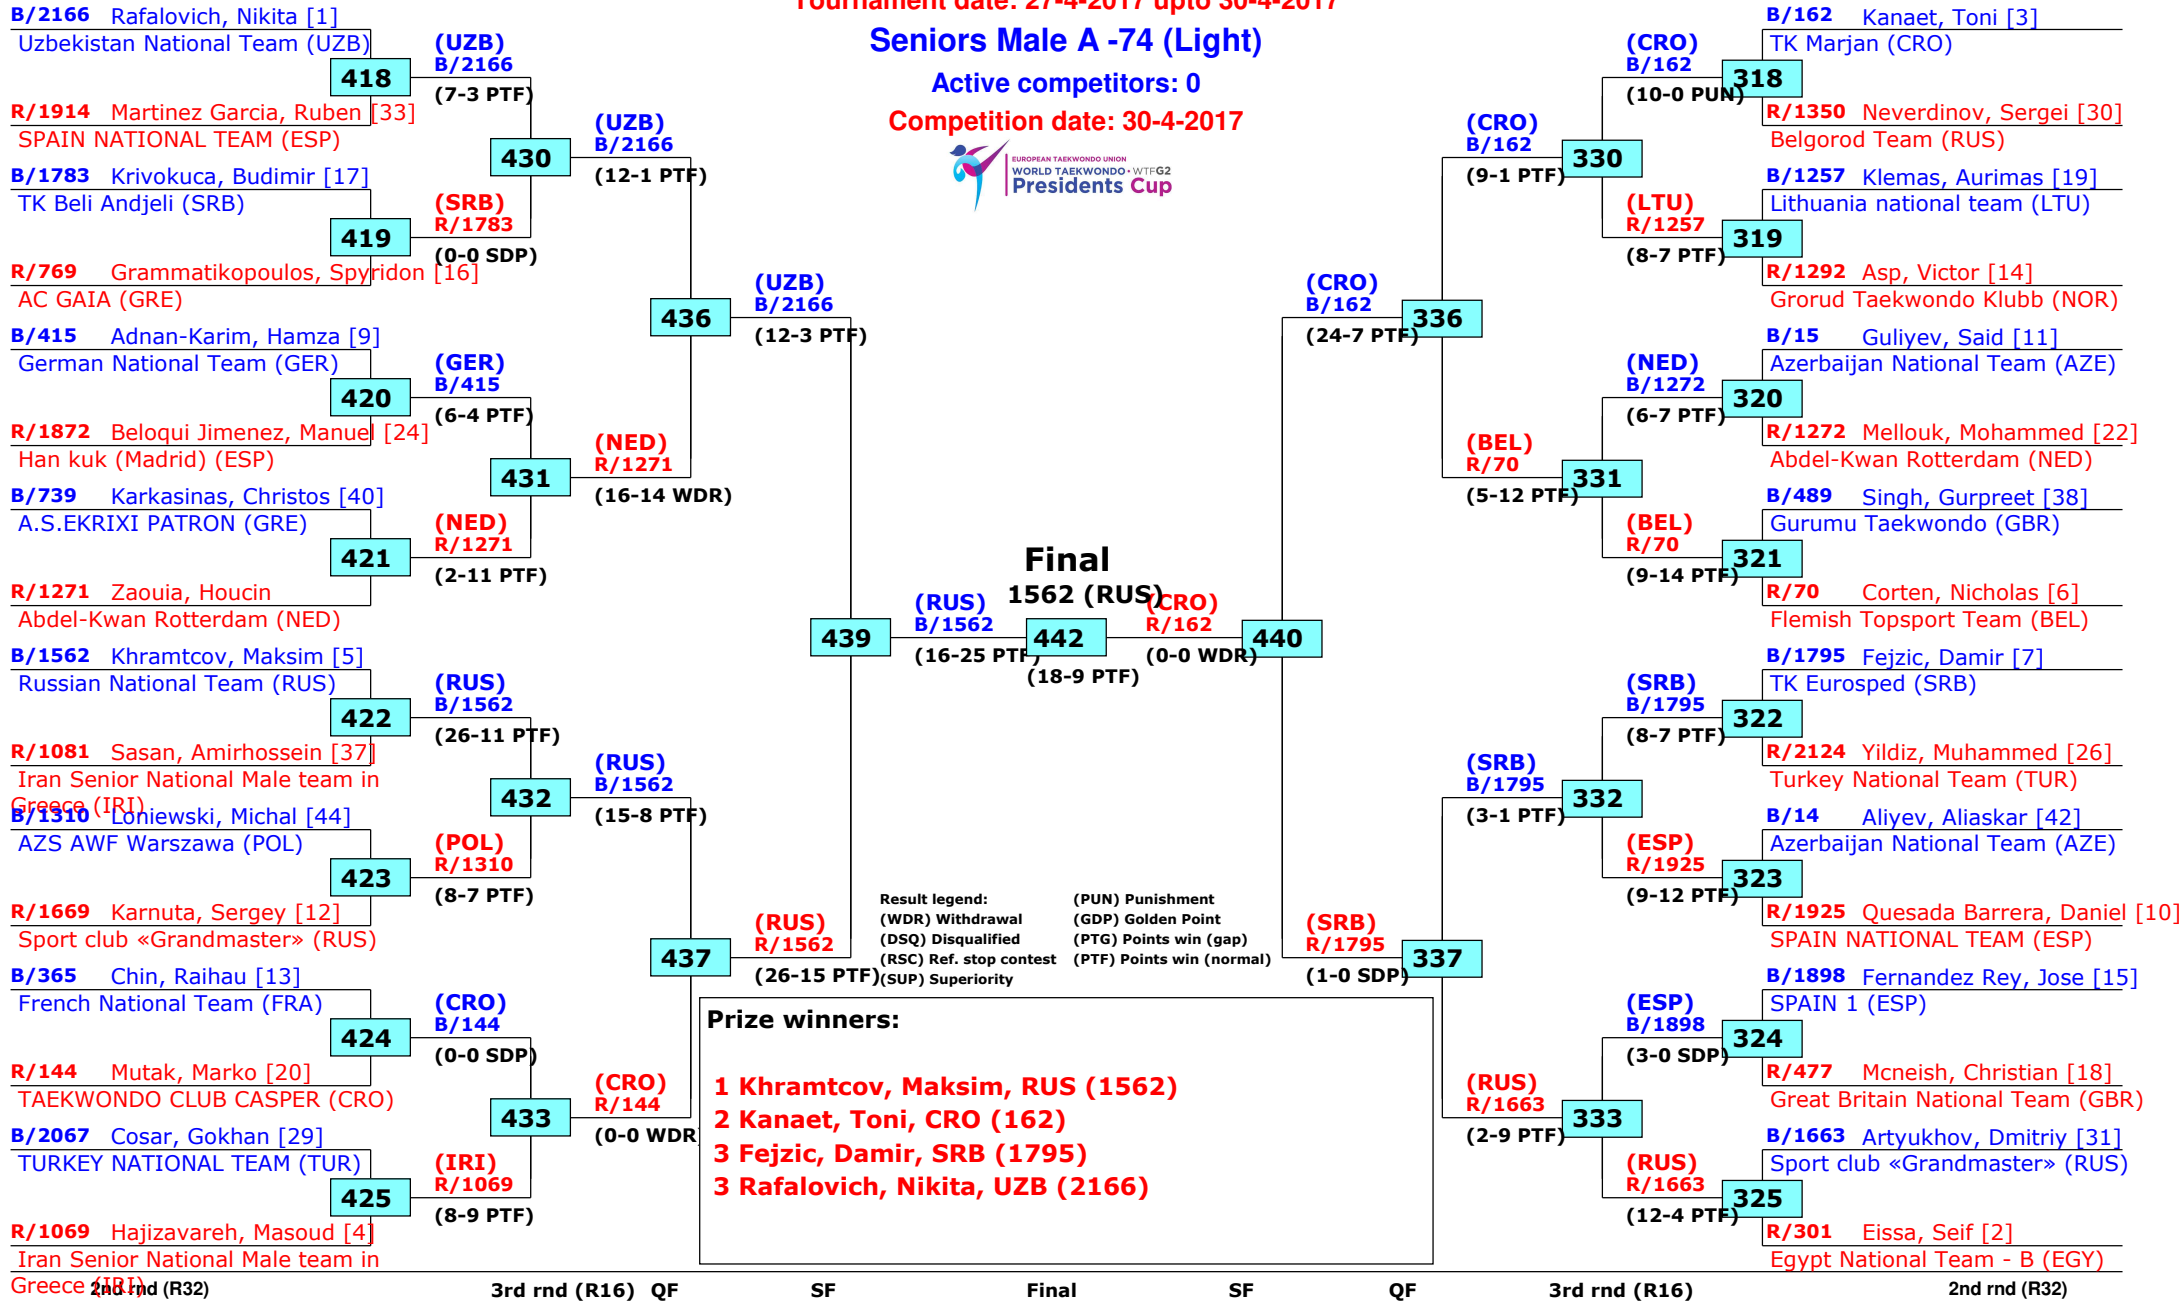 Tournament date: 27-4-2017 upto 30-4-2017
Seniors Male A -74 (Light)
Active competitors: 0
Competition date: 30-4-2017
EUROPEAN TAEKWONDO UNION
WORLD TAEKWONDO • WTF G2
Presidents Cup
B/2166 Rafalovich, Nikita [1]
Uzbekistan National Team (UZB)
418
R/1914 Martinez Garcia, Ruben [33]
SPAIN NATIONAL TEAM (ESP)
B/1783 Krivokuca, Budimir [17]
TK Beli Andjeli (SRB)
419
R/769 Grammatikopoulos, Spyridon [16]
AC GAIA (GRE)
B/415 Adnan-Karim, Hamza [9]
German National Team (GER)
420
R/1872 Beloqui Jimenez, Manuel [24]
Han kuk (Madrid) (ESP)
B/739 Karkasinas, Christos [40]
A.S.EKRIXI PATRON (GRE)
421
R/1271 Zaouia, Houcin
Abdel-Kwan Rotterdam (NED)
B/1562 Khramtcov, Maksim [5]
Russian National Team (RUS)
422
R/1081 Sasan, Amirhossein [37]
Iran Senior National Male team in
Greece (IRI)
B/1310 Loniewski, Michal [44]
AZS AWF Warszawa (POL)
423
R/1669 Karnuta, Sergey [12]
Sport club «Grandmaster» (RUS)
B/365 Chin, Raihau [13]
French National Team (FRA)
424
R/144 Mutak, Marko [20]
TAEKWONDO CLUB CASPER (CRO)
B/2067 Cosar, Gokhan [29]
TURKEY NATIONAL TEAM (TUR)
425
R/1069 Hajizavareh, Masoud [4]
Iran Senior National Male team in
Greece (IRI)
(UZB)
B/2166
(7-3 PTF)
430
(SRB)
R/1783
(0-0 SDP)
(GER)
B/415
(6-4 PTF)
431
(NED)
R/1271
(2-11 PTF)
(RUS)
B/1562
(26-11 PTF)
432
(POL)
R/1310
(8-7 PTF)
(CRO)
B/144
(0-0 SDP)
433
(IRI)
R/1069
(8-9 PTF)
(UZB)
B/2166
(12-1 PTF)
436
(NED)
R/1271
(16-14 WDR)
(RUS)
B/1562
(15-8 PTF)
437
(CRO)
R/144
(0-0 WDR)
(UZB)
B/2166
(12-3 PTF)
439
(RUS)
R/1562
(26-15 PTF)
Final
1562 (RUS)
(RUS)
B/1562
(16-25 PTF)
442
(18-9 PTF)
(CRO)
R/162
(0-0 WDR)
440
(CRO)
B/162
(24-7 PTF)
336
(SRB)
R/1795
(1-0 SDP)
337
(CRO)
B/162
(9-1 PTF)
330
(BEL)
R/70
(5-12 PTF)
331
(SRB)
B/1795
(3-1 PTF)
332
(RUS)
R/1663
(2-9 PTF)
333
(CRO)
B/162
(10-0 PUN)
(LTU)
R/1257
(8-7 PTF)
(NED)
B/1272
(6-7 PTF)
(BEL)
R/70
(9-14 PTF)
(SRB)
B/1795
(8-7 PTF)
(ESP)
R/1925
(9-12 PTF)
(ESP)
B/1898
(3-0 SDP)
(RUS)
R/1663
(12-4 PTF)
B/162 Kanaet, Toni [3]
TK Marjan (CRO)
318
R/1350 Neverdinov, Sergei [30]
Belgorod Team (RUS)
B/1257 Klemas, Aurimas [19]
Lithuania national team (LTU)
319
R/1292 Asp, Victor [14]
Grorud Taekwondo Klubb (NOR)
B/15 Guliyev, Said [11]
Azerbaijan National Team (AZE)
320
R/1272 Mellouk, Mohammed [22]
Abdel-Kwan Rotterdam (NED)
B/489 Singh, Gurpreet [38]
Gurumu Taekwondo (GBR)
321
R/70 Corten, Nicholas [6]
Flemish Topsport Team (BEL)
B/1795 Fejzic, Damir [7]
TK Eurosped (SRB)
322
R/2124 Yildiz, Muhammed [26]
Turkey National Team (TUR)
B/14 Aliyev, Aliaskar [42]
Azerbaijan National Team (AZE)
323
R/1925 Quesada Barrera, Daniel [10]
SPAIN NATIONAL TEAM (ESP)
B/1898 Fernandez Rey, Jose [15]
SPAIN 1 (ESP)
324
R/477 Mcneish, Christian [18]
Great Britain National Team (GBR)
B/1663 Artyukhov, Dmitriy [31]
Sport club «Grandmaster» (RUS)
325
R/301 Eissa, Seif [2]
Egypt National Team - B (EGY)
Result legend: (PUN) Punishment
(WDR) Withdrawal (GDP) Golden Point
(DSQ) Disqualified (PTG) Points win (gap)
(RSC) Ref. stop contest (PTF) Points win (normal)
(SUP) Superiority
Prize winners:
1 Khramtcov, Maksim, RUS (1562)
2 Kanaet, Toni, CRO (162)
3 Fejzic, Damir, SRB (1795)
3 Rafalovich, Nikita, UZB (2166)
2nd rnd (R32) 3rd rnd (R16) QF SF Final SF QF 3rd rnd (R16) 2nd rnd (R32)